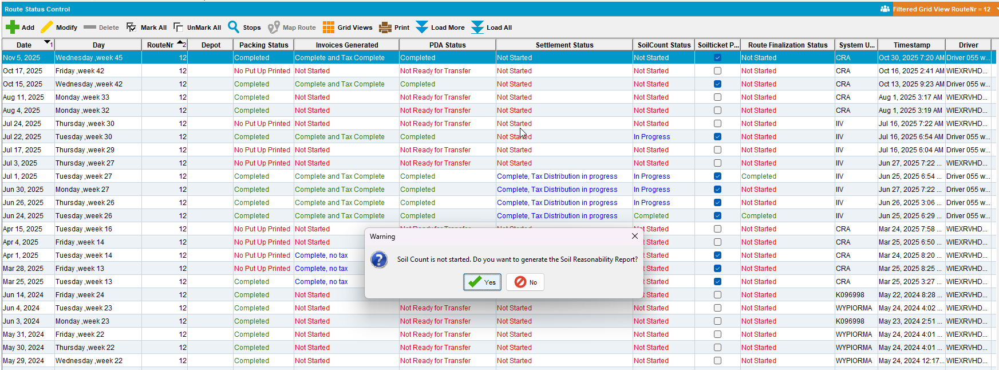 Route Status Control
Filtered Grid View RouteNr = 12
Add Modify Delete Mark All UnMark All Stops Map Route Grid Views Print Load More Load All
Date 1 Day RouteNr 2 Depot Packing Status Invoices Generated PDA Status Settlement Status SoilCount Status Soilticket P... Route Finalization Status System U... Timestamp Driver
Nov 5, 2025 Wednesday ,week 45 12 Completed Complete and Tax Complete Completed Not Started Not Started Not Started CRA Oct 30, 2025 7:20 AM Driver 055 w...
Oct 17, 2025 Friday ,week 42 12 No Put Up Printed Not Started Not Ready for Transfer Not Started Not Started Not Started CRA Oct 16, 2025 2:41 AM WIEXRVHD...
Oct 15, 2025 Wednesday ,week 42 12 Completed Complete and Tax Complete Completed Not Started Not Started Not Started CRA Oct 13, 2025 9:23 AM Driver 055 w...
Aug 11, 2025 Monday ,week 33 12 Completed Not Started Not Ready for Transfer Not Started Not Started Not Started CRA Aug 1, 2025 3:17 AM WIEXRVHD...
Aug 4, 2025 Monday ,week 32 12 Completed Not Started Not Ready for Transfer Not Started Not Started Not Started CRA Aug 1, 2025 3:19 AM WIEXRVHD...
Jul 24, 2025 Thursday ,week 30 12 No Put Up Printed Not Started Not Ready for Transfer Not Started Not Started Not Started IIV Jul 16, 2025 7:22 AM WIEXRVHD...
Jul 22, 2025 Tuesday ,week 30 12 Completed Complete and Tax Complete Completed Not Started In Progress Not Started IIV Jul 16, 2025 6:54 AM Driver 055 w...
Jul 17, 2025 Thursday ,week 29 12 No Put Up Printed Not Started Not Ready for Transfer Not Started Not Started Not Started IIV Jul 16, 2025 6:04 AM WIEXRVHD...
Jul 3, 2025 Thursday ,week 27 12 No Put Up Printed Not Started Not Ready for Transfer Not Started Not Started Not Started IIV Jun 27, 2025 7:22 ... WIEXRVHD...
Jul 1, 2025 Tuesday ,week 27 12 Completed Complete and Tax Complete Completed Complete, Tax Distribution in progress In Progress Completed IIV Jun 25, 2025 6:54 ... Driver 055 w...
Jun 30, 2025 Monday ,week 27 12 Completed Complete and Tax Complete Completed Complete, Tax Distribution in progress In Progress Not Started IIV Jun 27, 2025 7:22 ... Driver 055 w...
Jun 26, 2025 Thursday ,week 26 12 Completed Complete and Tax Complete Completed Complete, Tax Distribution in progress In Progress Not Started IIV Jun 26, 2025 3:06 ... Driver 055 w...
Jun 24, 2025 Tuesday ,week 26 12 Completed Complete and Tax Complete Completed Complete, Tax Distribution in progress Completed Completed IIV Jun 25, 2025 6:29 ... Driver 055 w...
Apr 15, 2025 Tuesday ,week 16 12 No Put Up Printed Not Started Started Not Started CRA Mar 24, 2025 7:58 ... WIEXRVHD...
Apr 4, 2025 Friday ,week 14 12 No Put Up Printed Not Started Started Not Started CRA Mar 25, 2025 6:50 ... WIEXRVHD...
Apr 1, 2025 Tuesday ,week 14 12 No Put Up Printed Complete, no tax Started Not Started CRA Mar 24, 2025 8:20 ... WIEXRVHD...
Mar 28, 2025 Friday ,week 13 12 No Put Up Printed Complete, no tax Started Not Started CRA Mar 25, 2025 8:25 ... WIEXRVHD...
Mar 25, 2025 Tuesday ,week 13 12 Completed Complete, no tax Started Not Started CRA Mar 25, 2025 3:27 ... WIEXRVHD...
Jun 14, 2024 Friday ,week 24 12 Completed Not Started Started Not Started K096998 May 22, 2024 8:28 ... WIEXRVHD...
Jun 4, 2024 Tuesday ,week 23 12 Completed Not Started Not Ready for Transfer Not Started Not Started Not Started WYPIORMA May 24, 2024 4:02 ... WIEXRVHD...
Jun 3, 2024 Monday ,week 23 12 Completed Not Started Not Ready for Transfer Not Started Not Started Not Started K096998 May 23, 2024 2:51 ... WIEXRVHD...
May 31, 2024 Friday ,week 22 12 Completed Not Started Not Ready for Transfer Not Started Not Started Not Started WYPIORMA May 24, 2024 4:01 ... WIEXRVHD...
May 30, 2024 Thursday ,week 22 12 Completed Not Started Not Ready for Transfer Not Started Not Started Not Started WYPIORMA May 24, 2024 4:01 ... WIEXRVHD...
May 29, 2024 Wednesday ,week 22 12 Completed Not Started Not Ready for Transfer Not Started Not Started Not Started WYPIORMA May 24, 2024 12:17... WIEXRVHD...
Warning
Soil Count is not started. Do you want to generate the Soil Reasonability Report?
Yes No